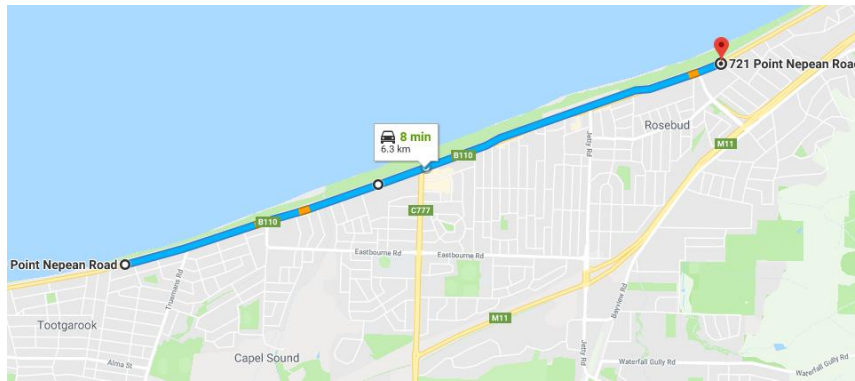 721 Point Nepean Road
Rosebud
8 min
6.3 km
Jetty Rd
M11
B110
C777
B110
Eastbourne Rd
Eastbourne Rd
Point Nepean Road
Truemans Rd
Bayview Rd
Tootgarook
M11
Capel Sound
Alma St
Jetty Rd
Waterfall Gully Rd
Waterfall Gully Rd